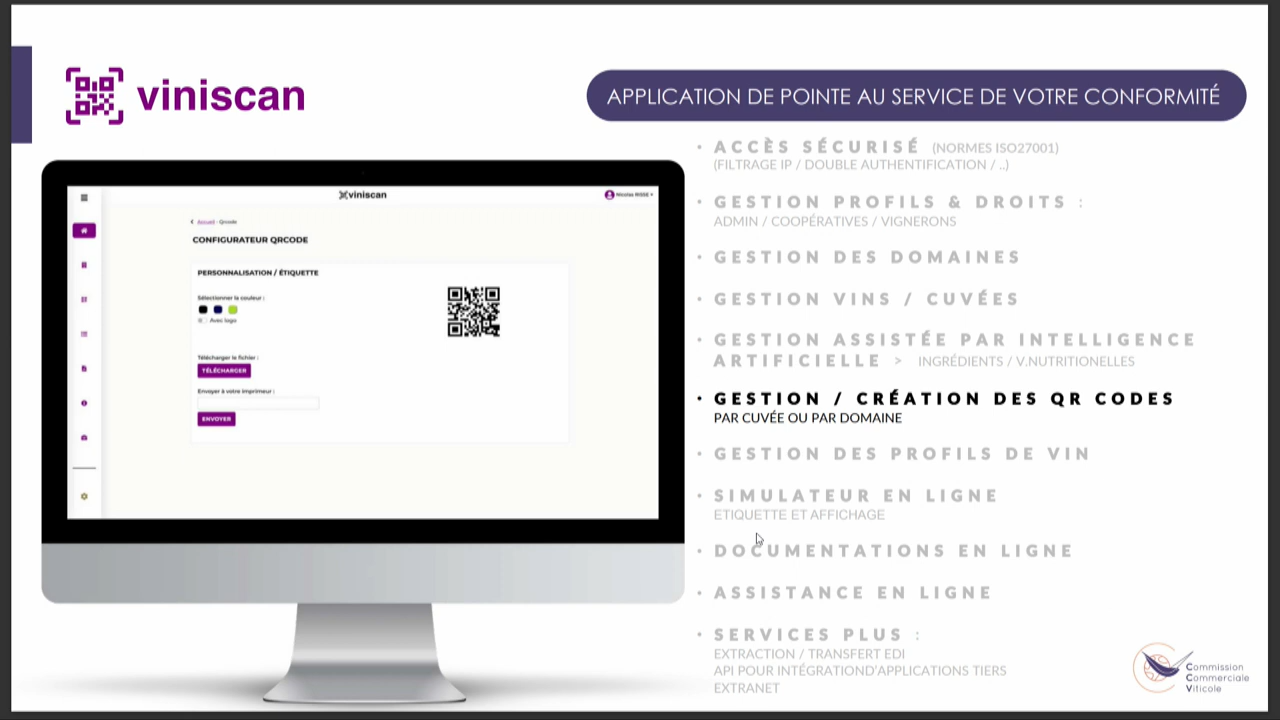 viniscan
APPLICATION DE POINTE AU SERVICE DE VOTRE CONFORMITÉ
viniscan
Nicolas RISSE
Accueil - Qrcode
CONFIGURATEUR QRCODE
PERSONNALISATION / ÉTIQUETTE
Sélectionner la couleur :
Avec logo
Télécharger le fichier :
TÉLÉCHARGER
Envoyer à votre imprimeur :
ENVOYER
• ACCÈS SÉCURISÉ (NORMES ISO27001)
(FILTRAGE IP / DOUBLE AUTHENTIFICATION / ..)
• GESTION PROFILS & DROITS :
ADMIN / COOPÉRATIVES / VIGNERONS
• GESTION DES DOMAINES
• GESTION VINS / CUVÉES
• GESTION ASSISTÉE PAR INTELLIGENCE
ARTIFICIELLE > INGRÉDIENTS / V.NUTRITIONELLES
• GESTION / CRÉATION DES QR CODES
PAR CUVÉE OU PAR DOMAINE
• GESTION DES PROFILS DE VIN
• SIMULATEUR EN LIGNE
ETIQUETTE ET AFFICHAGE
• DOCUMENTATIONS EN LIGNE
• ASSISTANCE EN LIGNE
• SERVICES PLUS :
EXTRACTION / TRANSFERT EDI
API POUR INTÉGRATIOND'APPLICATIONS TIERS
EXTRANET
Commission
Commerciale
Viticole